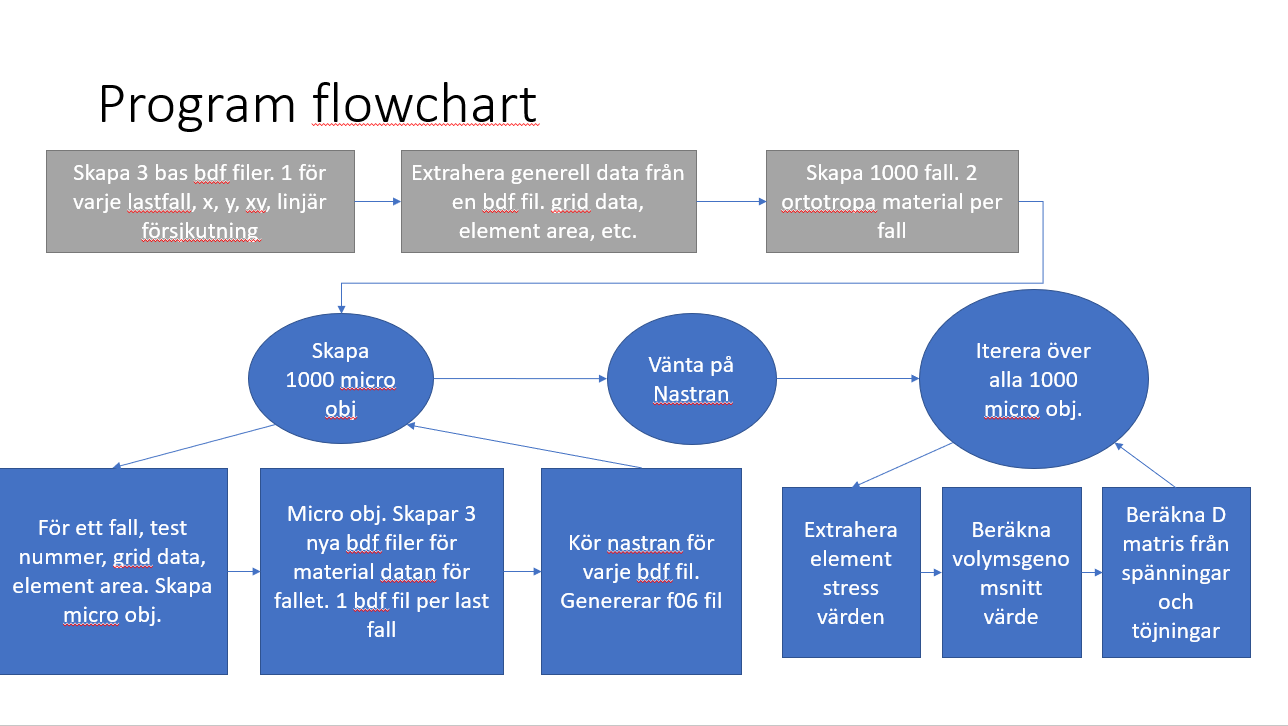 Program flowchart
Skapa 3 bas bdf filer. 1 för
varje lastfall, x, y, xy, linjär
försikutning
Extrahera generell data från
en bdf fil. grid data,
element area, etc.
Skapa 1000 fall. 2
ortotropa material per
fall
Skapa
1000 micro
obj
Vänta på
Nastran
Iterera över
alla 1000
micro obj.
För ett fall, test
nummer, grid data,
element area. Skapa
micro obj.
Micro obj. Skapar 3
nya bdf filer för
material datan för
fallet. 1 bdf fil per last
fall
Kör nastran för
varje bdf fil.
Genererar f06 fil
Extrahera
element
stress
värden
Beräkna
volymsgeno
msnitt
värde
Beräkna D
matris från
spänningar
och
töjningar